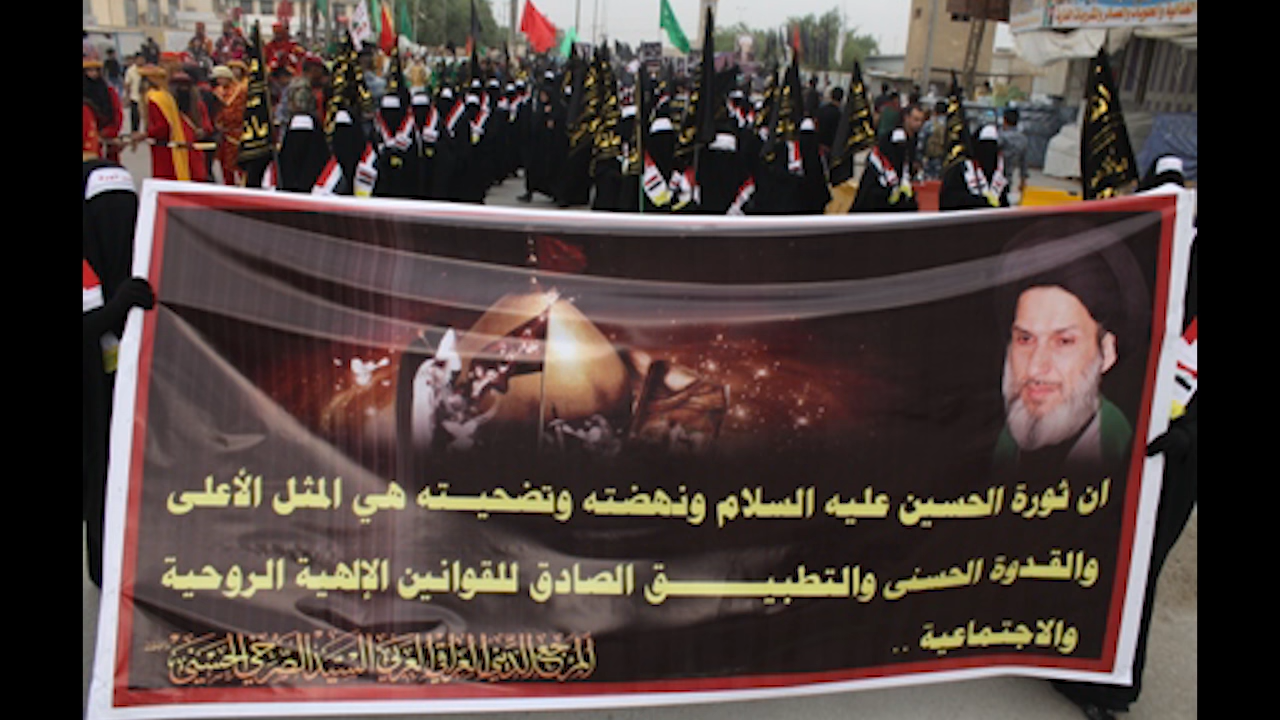 ان ثورة الحسين عليه السلام ونهضته وتضحيته هي المثل الأعلى
والقدوة الحسنى والتطبيق الصادق للقوانين الإلهية الروحية
والاجتماعية ..
المرجع الديني العراقي العربي السيد الصرخي الحسني